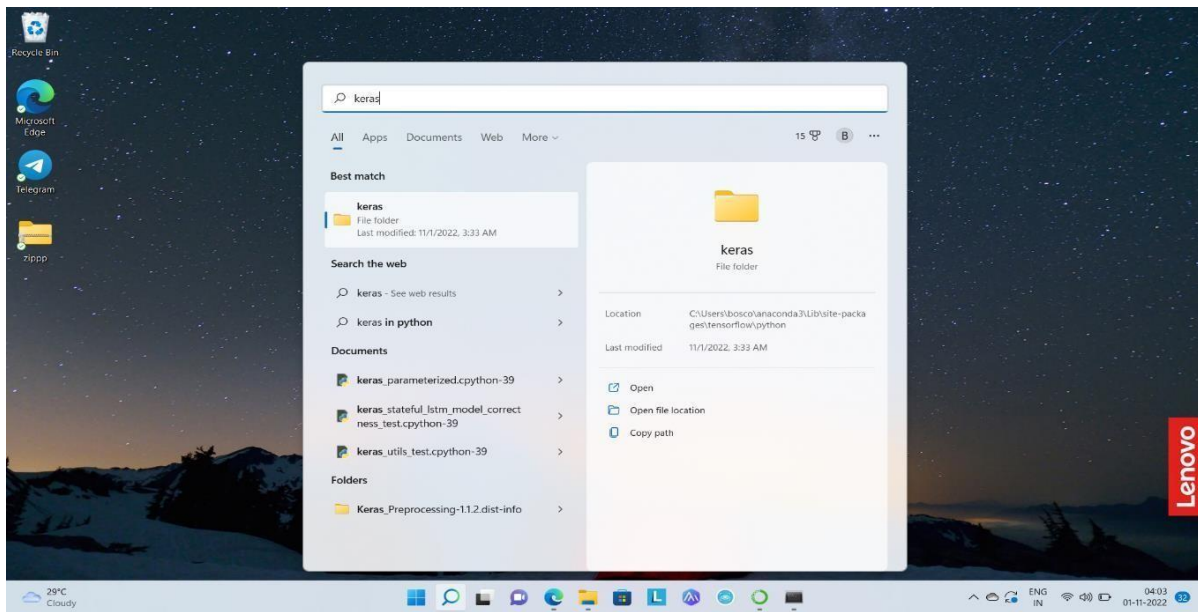 Recycle Bin
Microsoft
Edge
Telegram
zippp
keras
All Apps Documents Web More
15 B ...
Best match
keras
File folder
Last modified: 11/1/2022, 3:33 AM
Search the web
keras - See web results
keras in python
Documents
keras_parameterized.cpython-39
keras_stateful_lstm_model_correct
ness_test.cpython-39
keras_utils_test.cpython-39
Folders
Keras_Preprocessing-1.1.2.dist-info
keras
File folder
Location C:\Users\bosco\anaconda3\Lib\site-packa
ges\tensorflow\python
Last modified 11/1/2022, 3:33 AM
Open
Open file location
Copy path
Lenovo
29°C
Cloudy
L
ENG
IN
04:03
01-11-2022
32